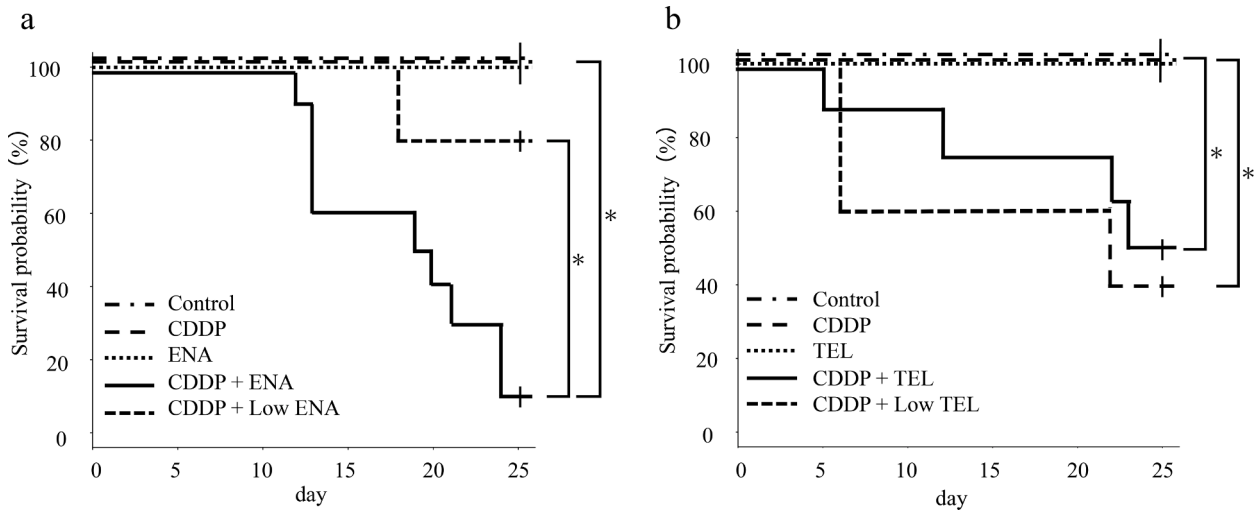 a
Survival probability (%)
100
80
60
40
20
0
Control
CDDP
ENA
CDDP + ENA
CDDP + Low ENA
*
*
0 5 10 15 20 25
day
b
Survival probability (%)
100
80
60
40
20
0
Control
CDDP
TEL
CDDP + TEL
CDDP + Low TEL
*
*
0 5 10 15 20 25
day